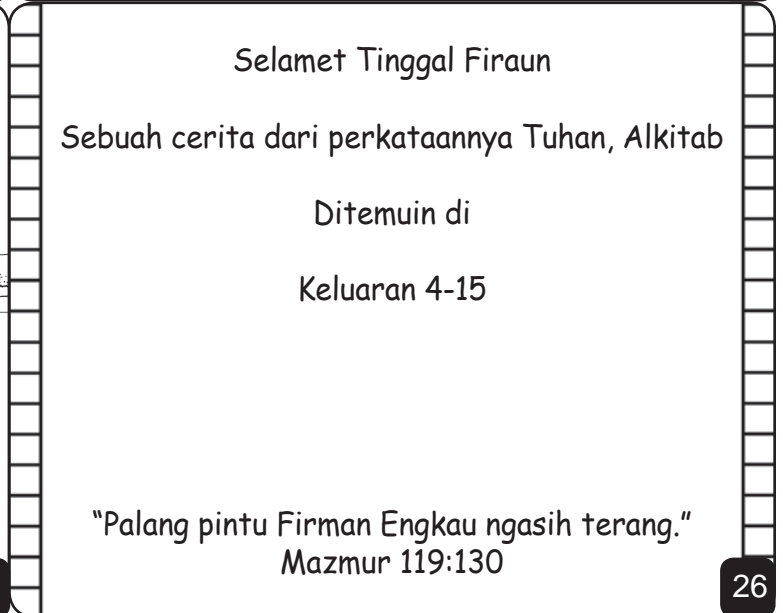 Selamet Tinggal Firaun
Sebuah cerita dari perkataannya Tuhan, Alkitab
Ditemuin di
Keluaran 4-15
“Palang pintu Firman Engkau ngasih terang.”
Mazmur 119:130
26